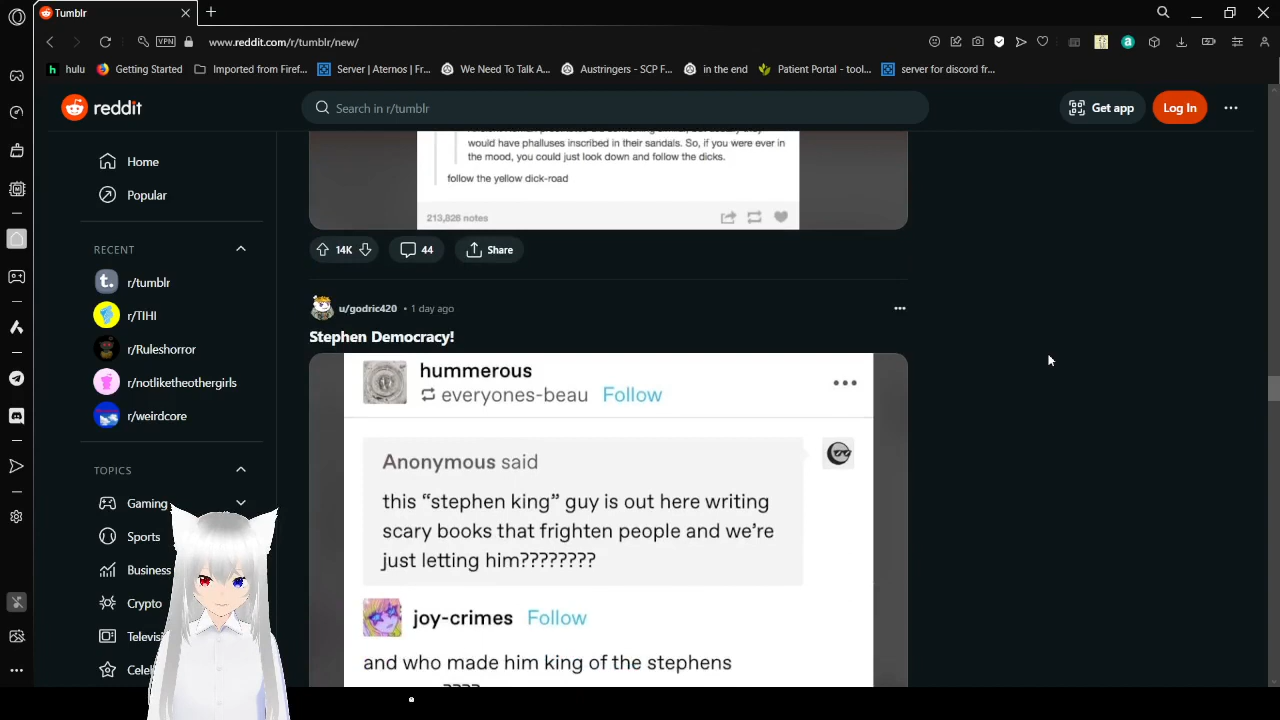 Tumblr
VPN
www.reddit.com/r/tumblr/new/
hulu
Getting Started
Imported from Firef...
Server | Aternos | Fr...
We Need To Talk A...
Austringers - SCP F...
in the end
Patient Portal - tool...
server for discord fr...
reddit
Search in r/tumblr
Get app
Log In
Home
Popular
RECENT
r/tumblr
r/TIHI
r/Ruleshorror
r/notliketheothergirls
r/weirdcore
TOPICS
Gaming
Sports
Business
Crypto
Televisi
Celeb
would have phalluses inscribed in their sandals. So, if you were ever in
the mood, you could just look down and follow the dicks.
follow the yellow dick-road
213,826 notes
14K
44
Share
u/godric420 • 1 day ago
Stephen Democracy!
hummerous
everyones-beau Follow
Anonymous said
this “stephen king” guy is out here writing
scary books that frighten people and we’re
just letting him????????
joy-crimes Follow
and who made him king of the stephens